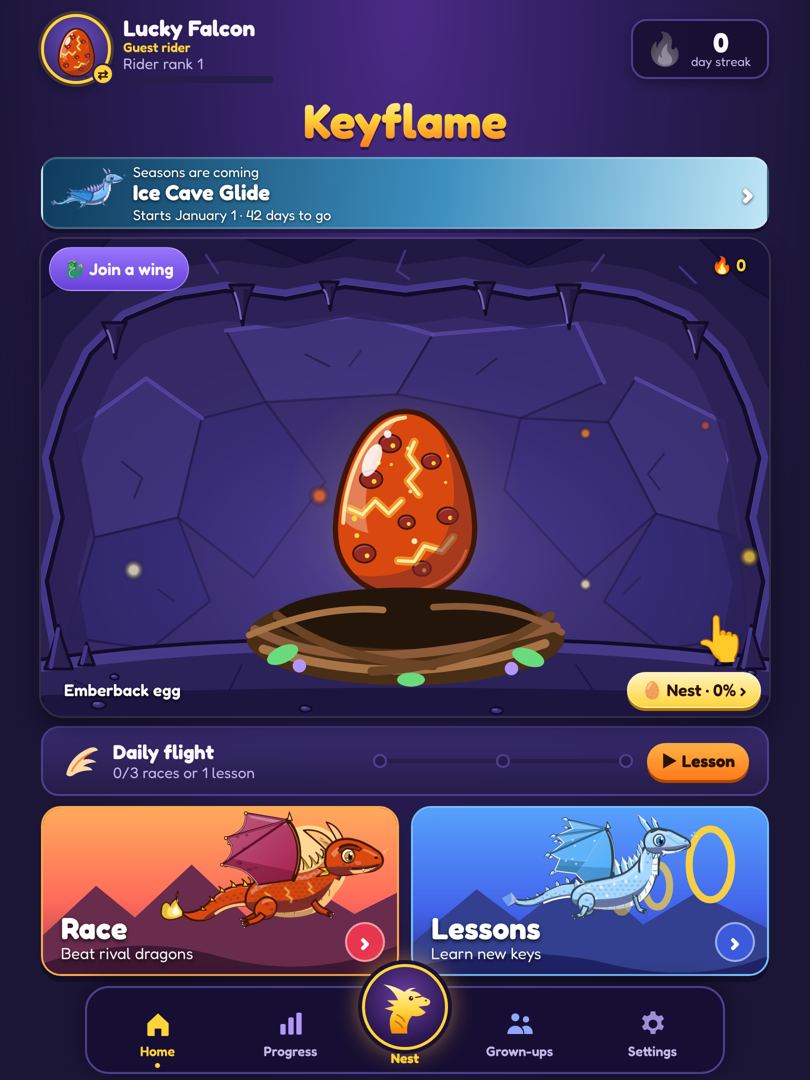 Lucky Falcon
Guest rider
Rider rank 1
0
day streak
Keyflame
Seasons are coming
Ice Cave Glide
Starts January 1 · 42 days to go
Join a wing
0
Emberback egg
Nest · 0% ›
Daily flight
0/3 races or 1 lesson
Lesson
Race
Beat rival dragons
Lessons
Learn new keys
Home
Progress
Nest
Grown-ups
Settings